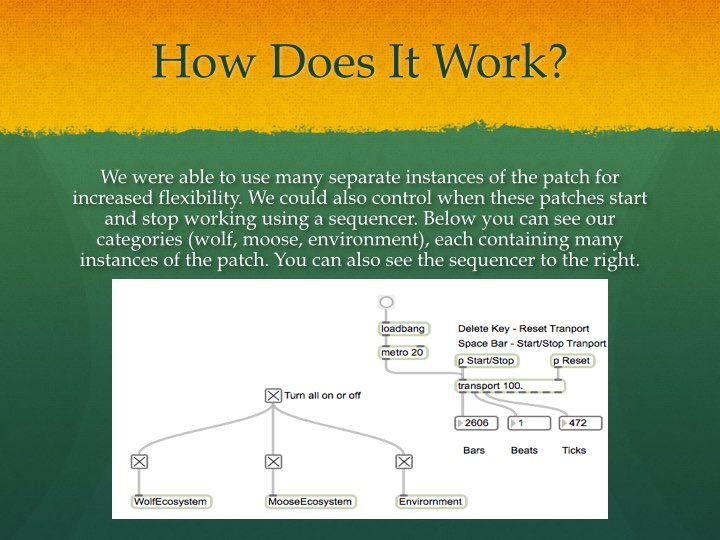 How Does It Work?
We were able to use many separate instances of the patch for
increased flexibility. We could also control when these patches start
and stop working using a sequencer. Below you can see our
categories (wolf, moose, environment), each containing many
instances of the patch. You can also see the sequencer to the right.
loadbang
Delete Key - Reset Tranport
Space Bar - Start/Stop Tranport
metro 20
p Start/Stop
p Reset
transport 100.
Turn all on or off
2606
1
472
Bars
Beats
Ticks
WolfEcosystem
MooseEcosystem
Envirornment